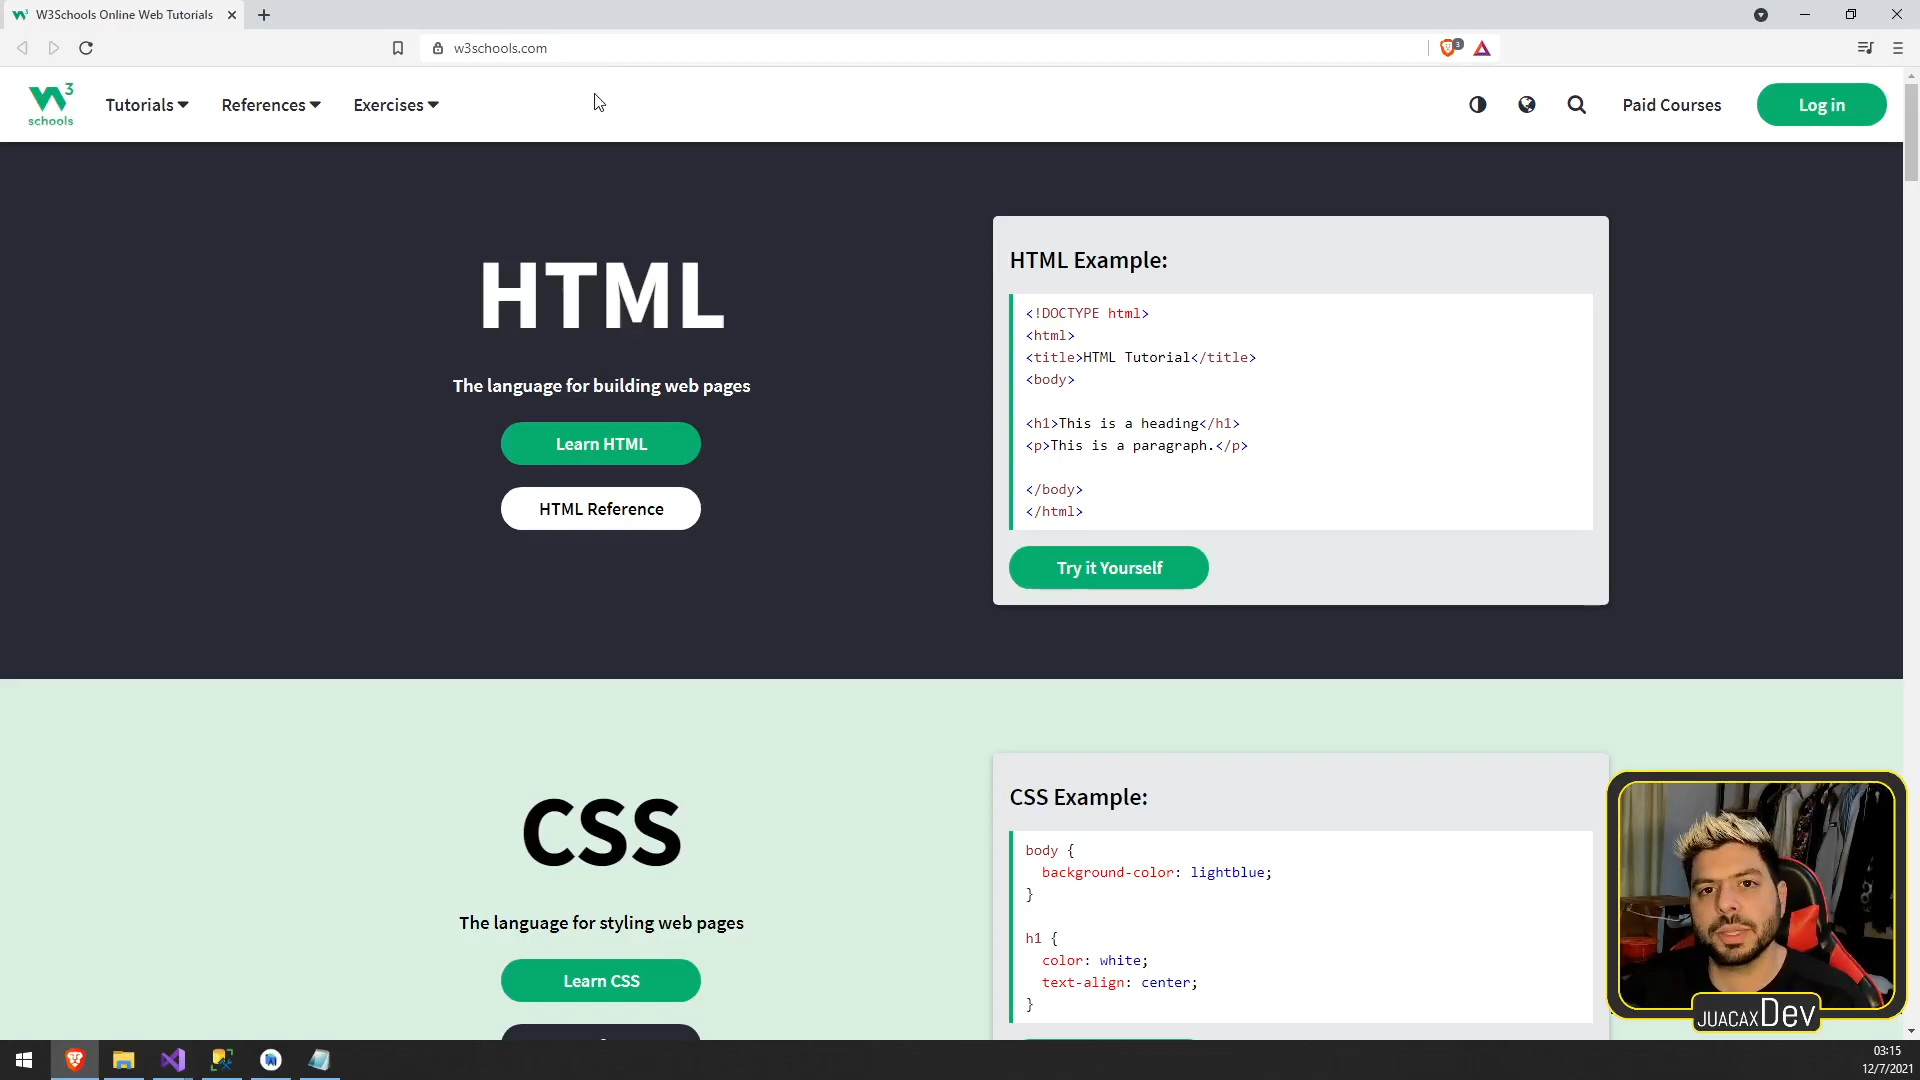 W3Schools Online Web Tutorials
w3schools.com
3
W3
schools
Tutorials
References
Exercises
Paid Courses
Log in
HTML
The language for building web pages
Learn HTML
HTML Reference
HTML Example:
<!DOCTYPE html>
<html>
<title>HTML Tutorial</title>
<body>
<h1>This is a heading</h1>
<p>This is a paragraph.</p>
</body>
</html>
Try it Yourself
CSS
The language for styling web pages
Learn CSS
CSS Example:
body {
background-color: lightblue;
}
h1 {
color: white;
text-align: center;
}
JUACAXDev
03:15
12/7/2021